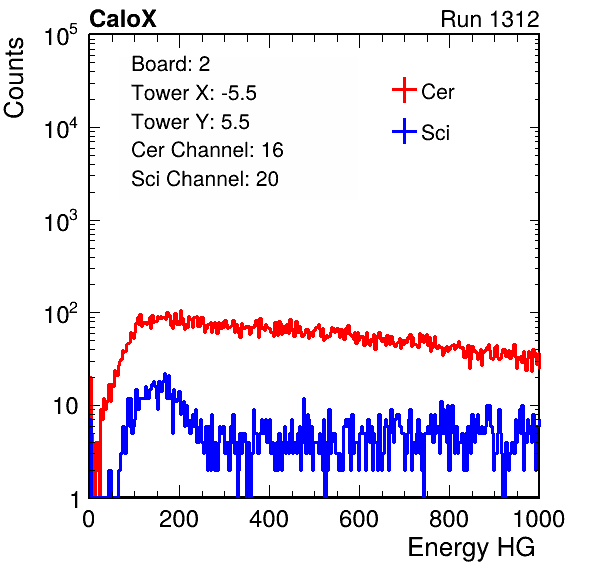 CaloX Run 1312
Counts
10^5
10^4
10^3
10^2
10
1
Board: 2
Tower X: -5.5
Tower Y: 5.5
Cer Channel: 16
Sci Channel: 20
Cer
Sci
0 200 400 600 800 1000
Energy HG